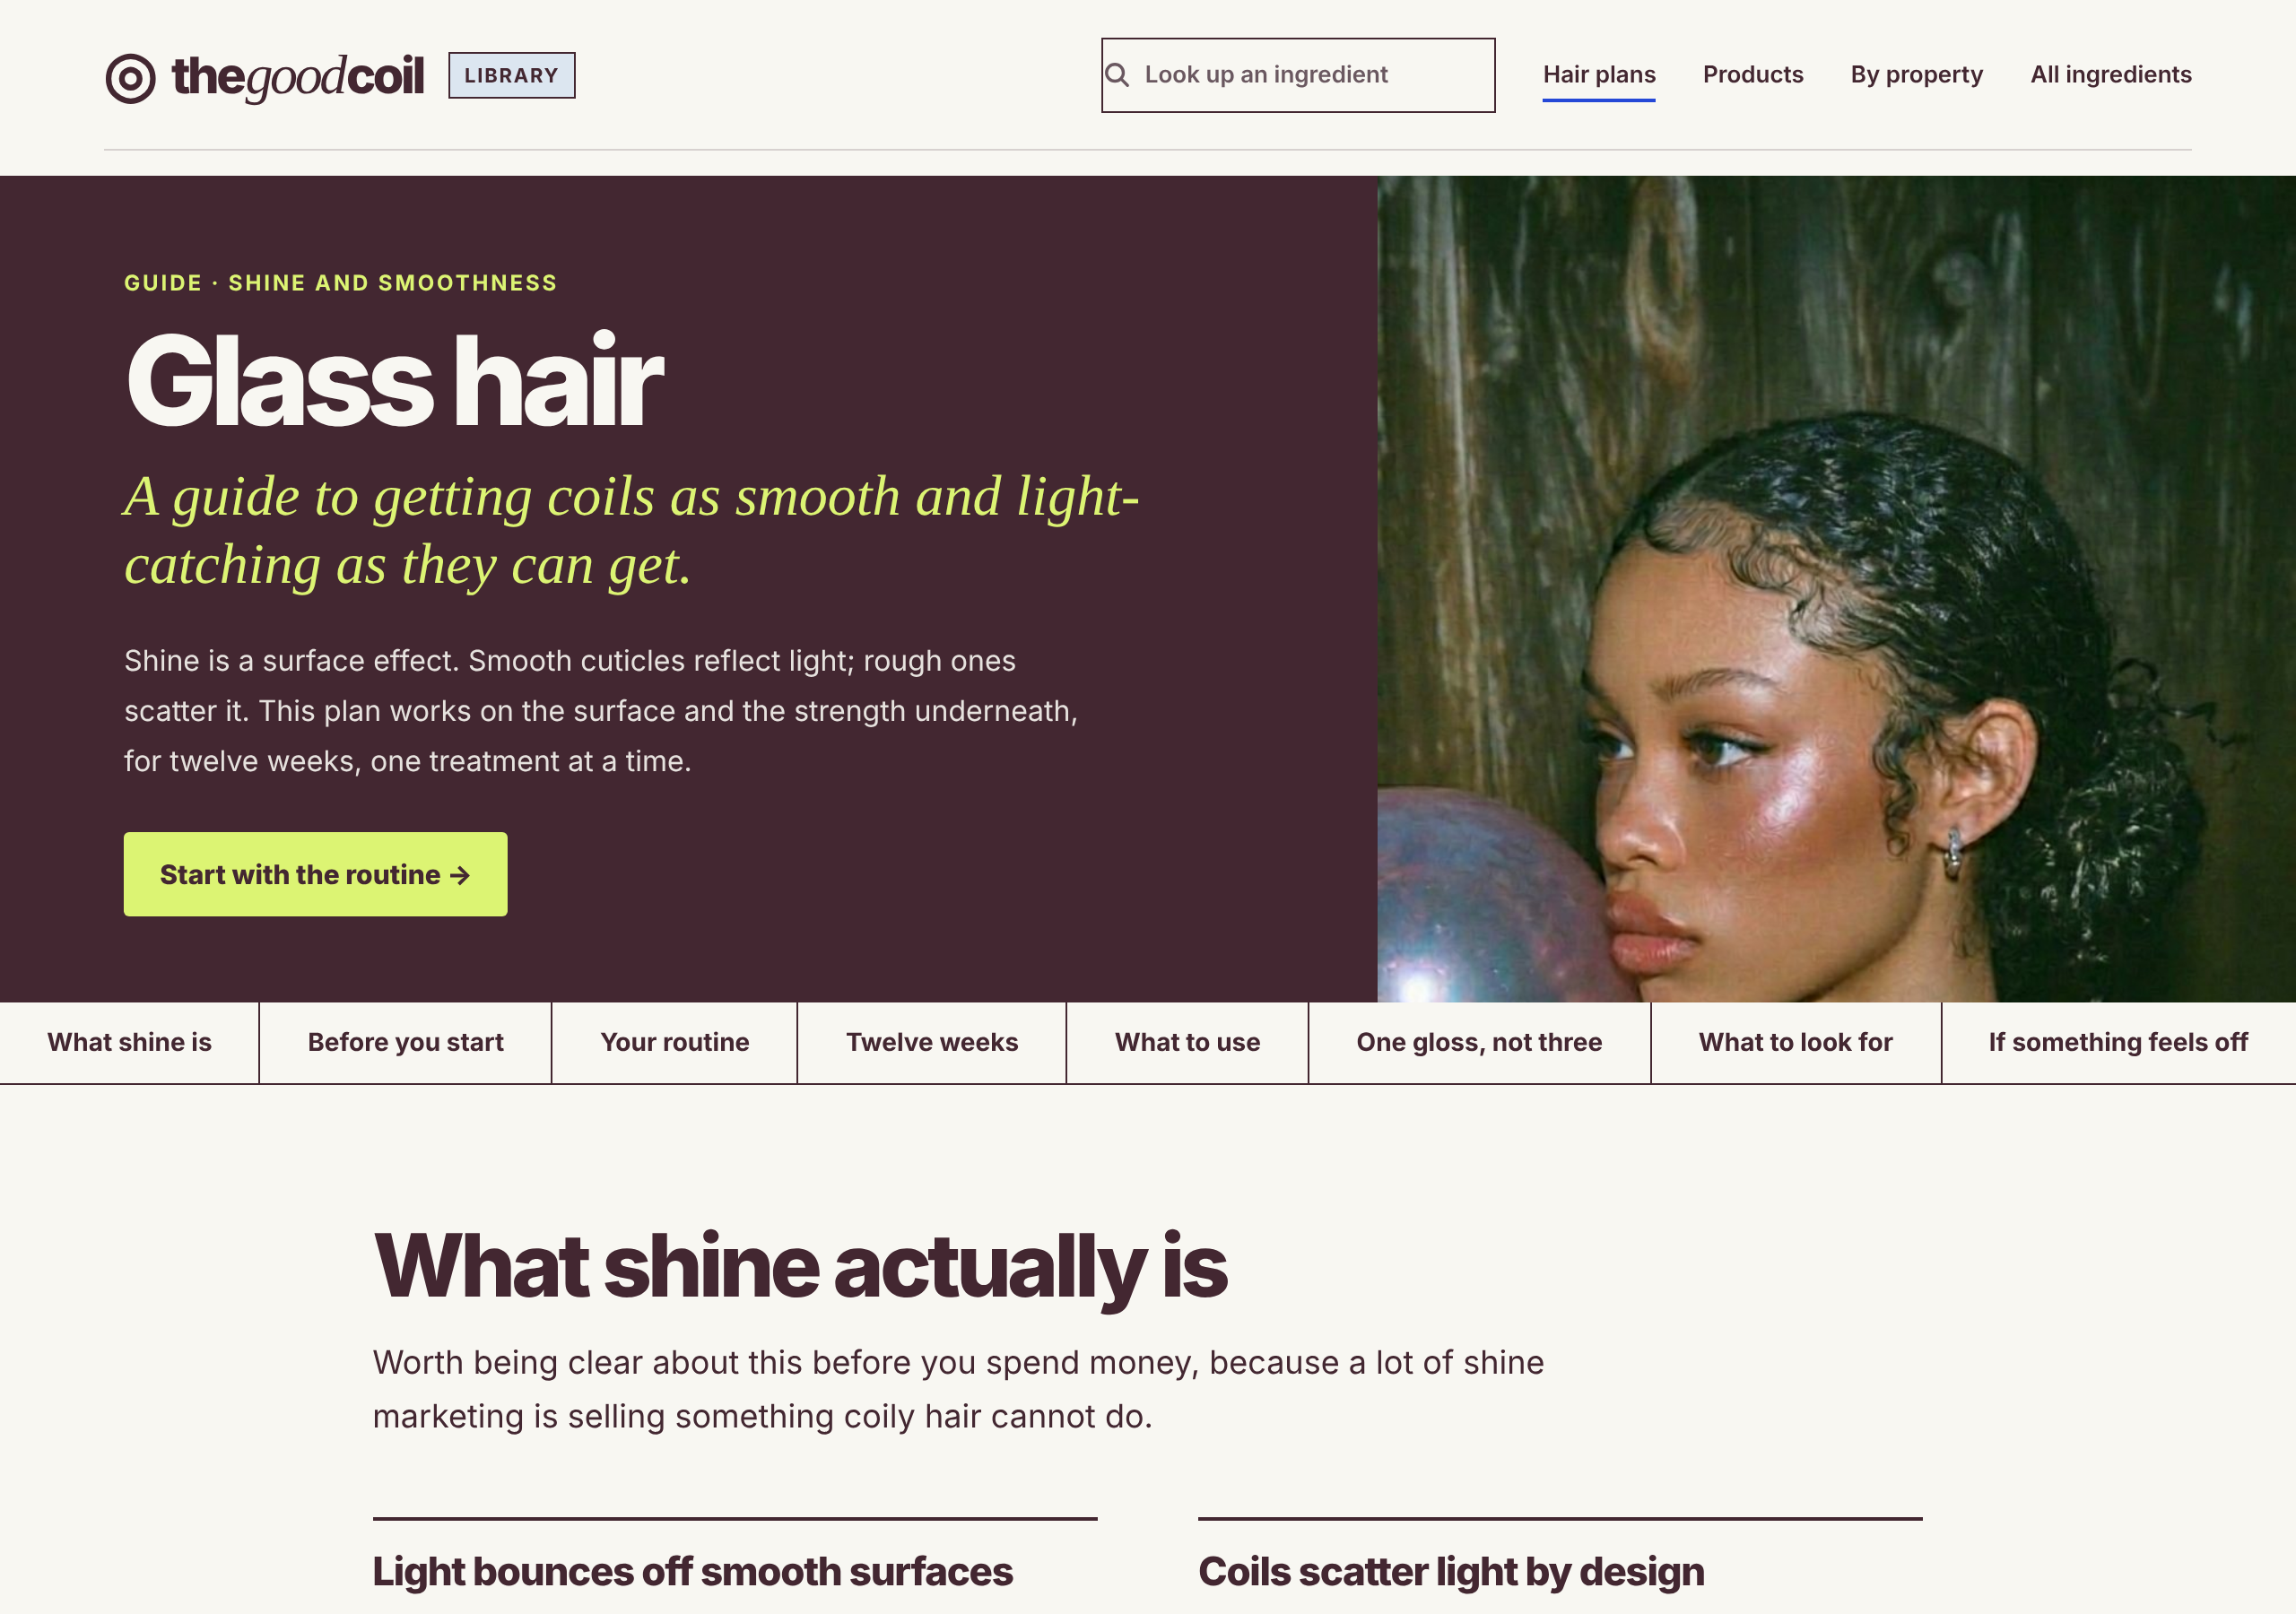 thegoodcoil
LIBRARY
Look up an ingredient
Hair plans
Products
By property
All ingredients
GUIDE · SHINE AND SMOOTHNESS
Glass hair
A guide to getting coils as smooth and light-
catching as they can get.
Shine is a surface effect. Smooth cuticles reflect light; rough ones
scatter it. This plan works on the surface and the strength underneath,
for twelve weeks, one treatment at a time.
Start with the routine →
What shine is
Before you start
Your routine
Twelve weeks
What to use
One gloss, not three
What to look for
If something feels off
What shine actually is
Worth being clear about this before you spend money, because a lot of shine
marketing is selling something coily hair cannot do.
Light bounces off smooth surfaces
Coils scatter light by design